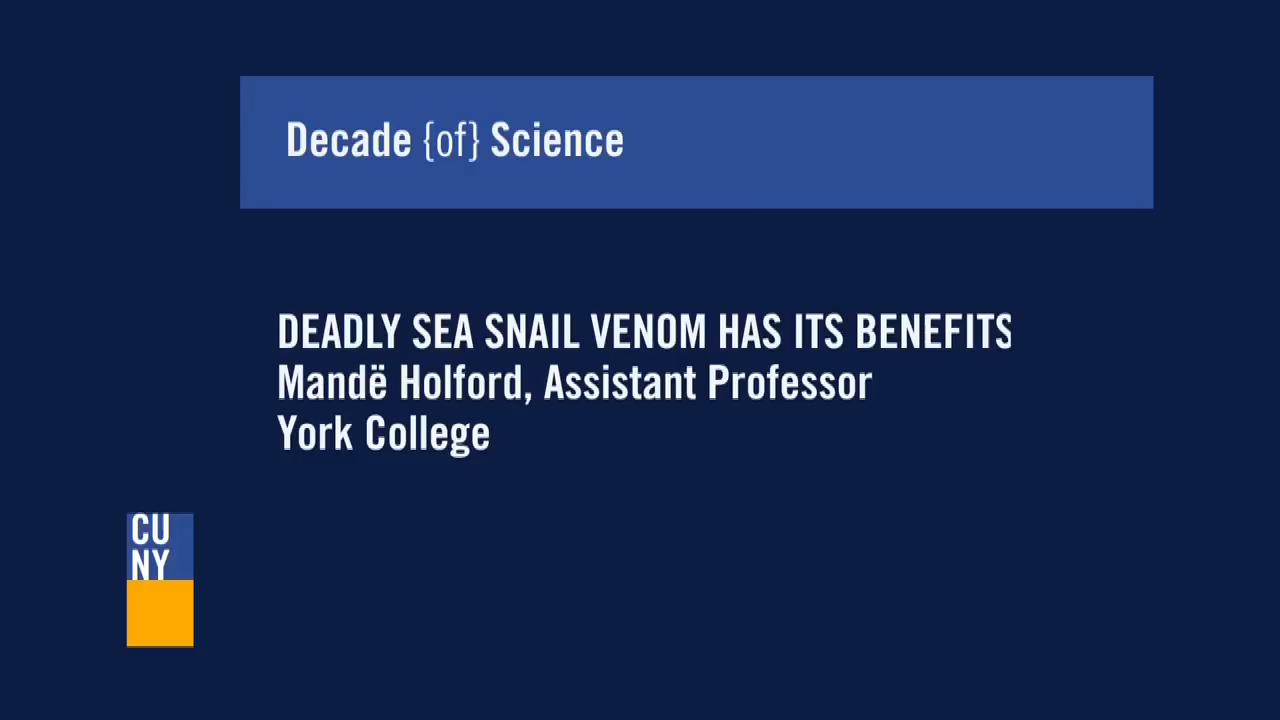 Decade {of} Science
DEADLY SEA SNAIL VENOM HAS ITS BENEFITS
Mandë Holford, Assistant Professor
York College
CU
NY